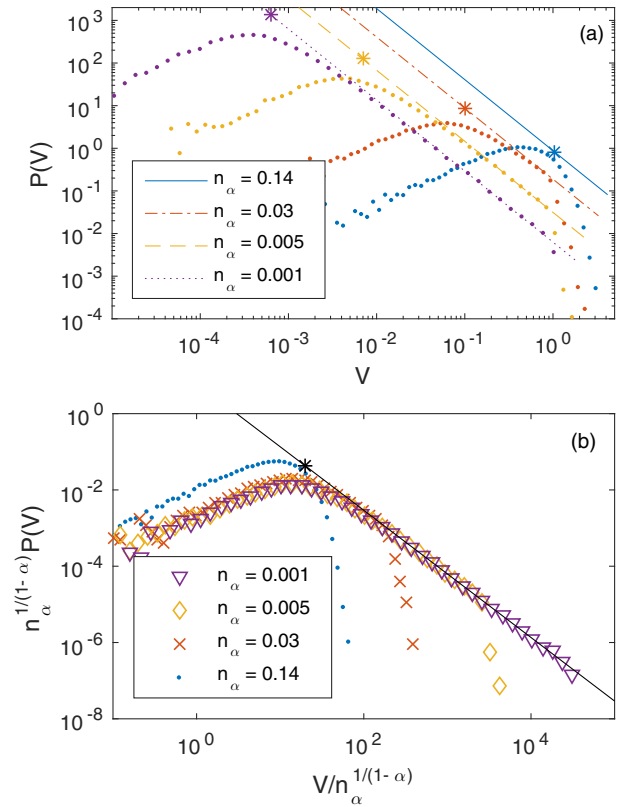 (a)
10^3
10^2
10^1
10^0
10^-1
10^-2
10^-3
10^-4
P(V)
n_α = 0.14
n_α = 0.03
n_α = 0.005
n_α = 0.001
10^-4 10^-3 10^-2 10^-1 10^0
V
(b)
10^0
10^-2
10^-4
10^-6
10^-8
n_α^1/(1-α) P(V)
n_α = 0.001
n_α = 0.005
n_α = 0.03
n_α = 0.14
10^0 10^2 10^4
V/n_α^1/(1-α)